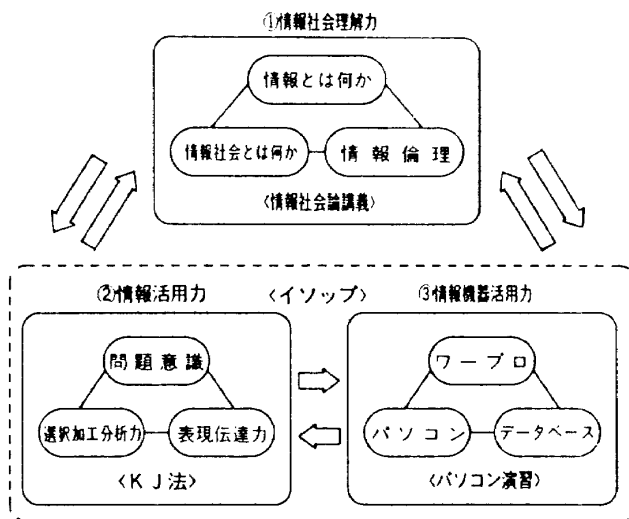 ①情報社会理解力
情報とは何か
情報社会とは何か
情報倫理
〈情報社会論講義〉
②情報活用力
〈イソップ〉
③情報機器活用力
問題意識
選択加工分析力
表現伝達力
〈KJ法〉
ワープロ
パソコン
データベース
〈パソコン演習〉